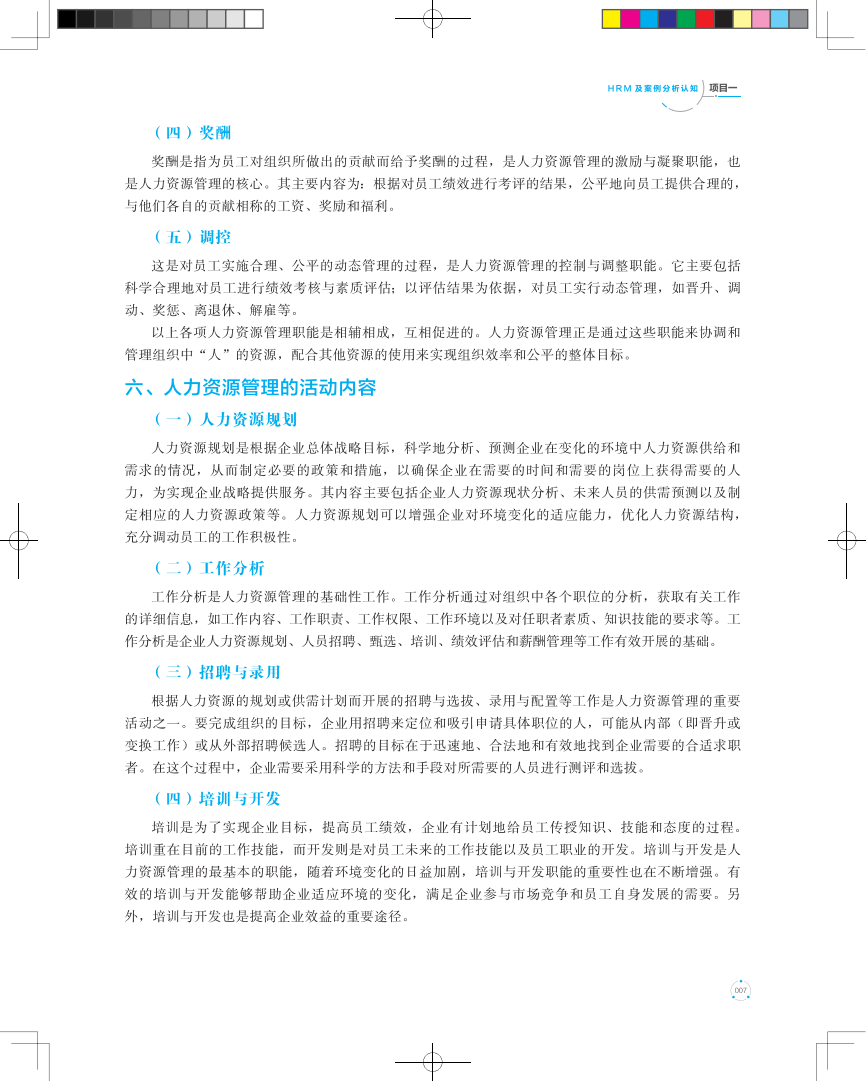 HRM 及案例分析认知 项目一
（四）奖酬
奖酬是指为员工对组织所做出的贡献而给予奖酬的过程，是人力资源管理的激励与凝聚职能，也
是人力资源管理的核心。其主要内容为：根据对员工绩效进行考评的结果，公平地向员工提供合理的，
与他们各自的贡献相称的工资、奖励和福利。
（五）调控
这是对员工实施合理、公平的动态管理的过程，是人力资源管理的控制与调整职能。它主要包括
科学合理地对员工进行绩效考核与素质评估；以评估结果为依据，对员工实行动态管理，如晋升、调
动、奖惩、离退休、解雇等。
以上各项人力资源管理职能是相辅相成，互相促进的。人力资源管理正是通过这些职能来协调和
管理组织中“人”的资源，配合其他资源的使用来实现组织效率和公平的整体目标。
六、人力资源管理的活动内容
（一）人力资源规划
人力资源规划是根据企业总体战略目标，科学地分析、预测企业在变化的环境中人力资源供给和
需求的情况，从而制定必要的政策和措施，以确保企业在需要的时间和需要的岗位上获得需要的人
力，为实现企业战略提供服务。其内容主要包括企业人力资源现状分析、未来人员的供需预测以及制
定相应的人力资源政策等。人力资源规划可以增强企业对环境变化的适应能力，优化人力资源结构，
充分调动员工的工作积极性。
（二）工作分析
工作分析是人力资源管理的基础性工作。工作分析通过对组织中各个职位的分析，获取有关工作
的详细信息，如工作内容、工作职责、工作权限、工作环境以及对任职者素质、知识技能的要求等。工
作分析是企业人力资源规划、人员招聘、甄选、培训、绩效评估和薪酬管理等工作有效开展的基础。
（三）招聘与录用
根据人力资源的规划或供需计划而开展的招聘与选拔、录用与配置等工作是人力资源管理的重要
活动之一。要完成组织的目标，企业用招聘来定位和吸引申请具体职位的人，可能从内部（即晋升或
变换工作）或从外部招聘候选人。招聘的目标在于迅速地、合法地和有效地找到企业需要的合适求职
者。在这个过程中，企业需要采用科学的方法和手段对所需要的人员进行测评和选拔。
（四）培训与开发
培训是为了实现企业目标，提高员工绩效，企业有计划地给员工传授知识、技能和态度的过程。
培训重在目前的工作技能，而开发则是对员工未来的工作技能以及员工职业的开发。培训与开发是人
力资源管理的最基本的职能，随着环境变化的日益加剧，培训与开发职能的重要性也在不断增强。有
效的培训与开发能够帮助企业适应环境的变化，满足企业参与市场竞争和员工自身发展的需要。另
外，培训与开发也是提高企业效益的重要途径。
007